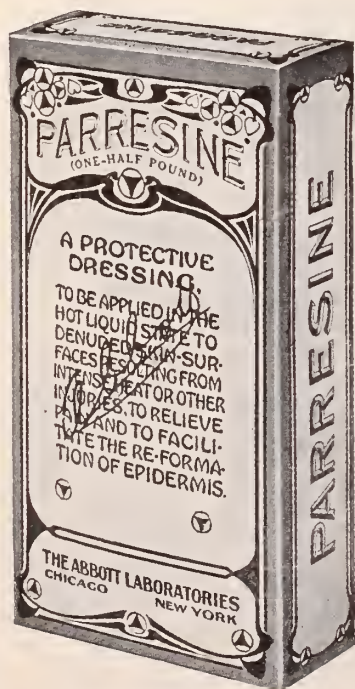 PARRESINE
PARRESINE
(ONE-HALF POUND)
A PROTECTIVE
DRESSING,
TO BE APPLIED IN THE
HOT LIQUID STATE TO
DENUDED SKIN-SUR-
FACES RESULTING FROM
INTENSE HEAT OR OTHER
INJURIES, TO RELIEVE
PAIN AND TO FACILI-
TATE THE RE-FORMA-
TION OF EPIDERMIS.
THE ABBOTT LABORATORIES
CHICAGO NEW YORK
PARRESINE